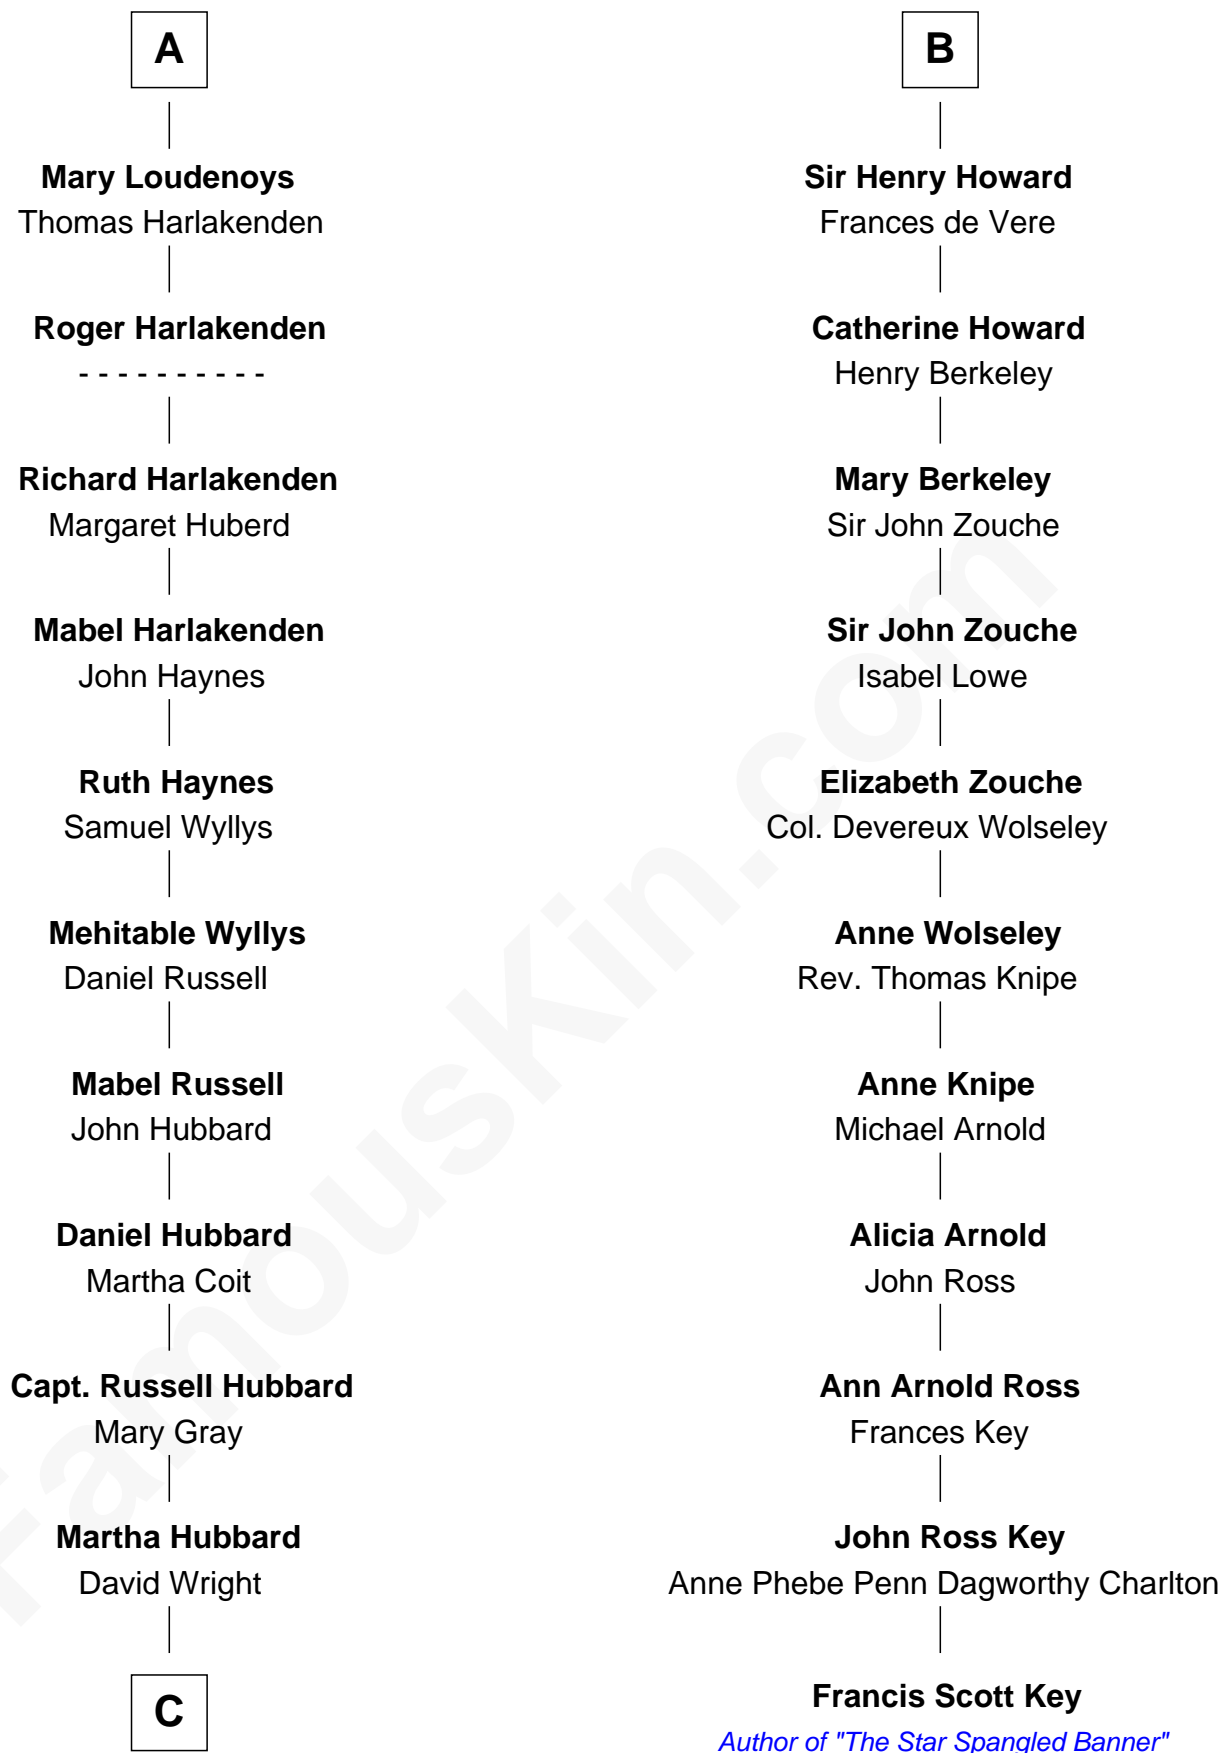 A
Mary Loudenoys
Thomas Harlakenden
Roger Harlakenden
- - - - - - - - - -
Richard Harlakenden
Margaret Huberd
Mabel Harlakenden
John Haynes
Ruth Haynes
Samuel Wyllys
Mehitable Wyllys
Daniel Russell
Mabel Russell
John Hubbard
Daniel Hubbard
Martha Coit
Capt. Russell Hubbard
Mary Gray
Martha Hubbard
David Wright
C
B
Sir Henry Howard
Frances de Vere
Catherine Howard
Henry Berkeley
Mary Berkeley
Sir John Zouche
Sir John Zouche
Isabel Lowe
Elizabeth Zouche
Col. Devereux Wolseley
Anne Wolseley
Rev. Thomas Knipe
Anne Knipe
Michael Arnold
Alicia Arnold
John Ross
Ann Arnold Ross
Frances Key
John Ross Key
Anne Phebe Penn Dagworthy Charlton
Francis Scott Key
Author of "The Star Spangled Banner"
FamousKin.com